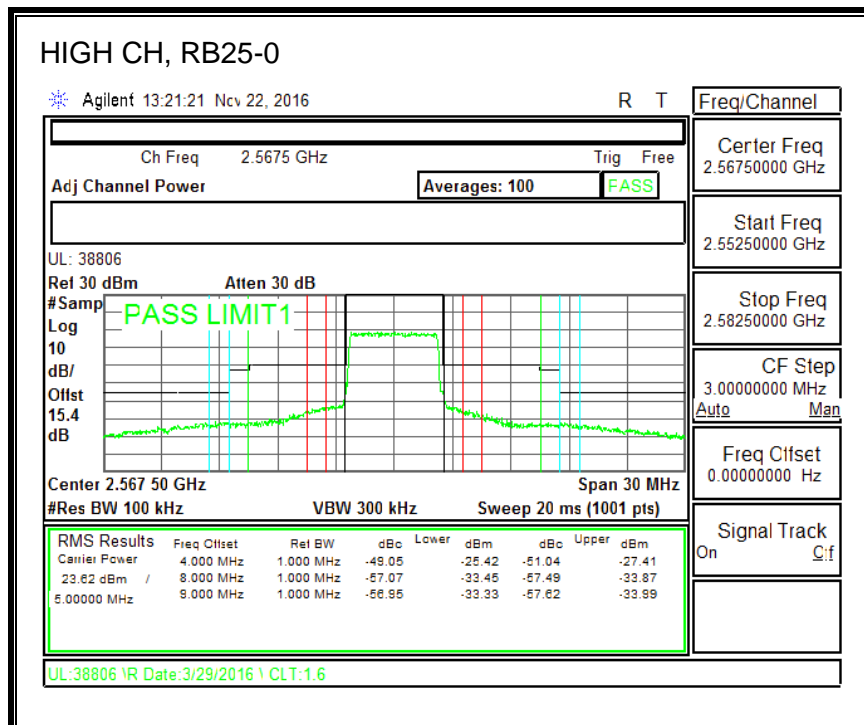 HIGH CH, RB25-0
Agilent 13:21:21 Nov 22, 2016 R T
Freq/Channel
Ch Freq 2.5675 GHz Trig Free
Adj Channel Power Averages: 100 PASS
Center Freq
2.56750000 GHz
Start Freq
2.55250000 GHz
Stop Freq
2.58250000 GHz
CF Step
3.00000000 MHz
Auto Man
Freq Offset
0.00000000 Hz
Signal Track
On Off
UL: 38806
Ref 30 dBm Atten 30 dB
#Samp
Log
10
dB/
Offst
15.4
dB
PASS LIMIT1
Center 2.567 50 GHz Span 30 MHz
#Res BW 100 kHz VBW 300 kHz Sweep 20 ms (1001 pts)
RMS Results Freq Offset Ref BW dBc Lower dBm dBc Upper dBm
Carrier Power 4.000 MHz 1.000 MHz -49.05 -25.42 -51.04 -27.41
23.62 dBm / 8.000 MHz 1.000 MHz -57.07 -33.45 -57.49 -33.87
5.00000 MHz 9.000 MHz 1.000 MHz -56.95 -33.33 -57.62 -33.99
UL:38806 \R Date:3/29/2016 \ CLT:1.6